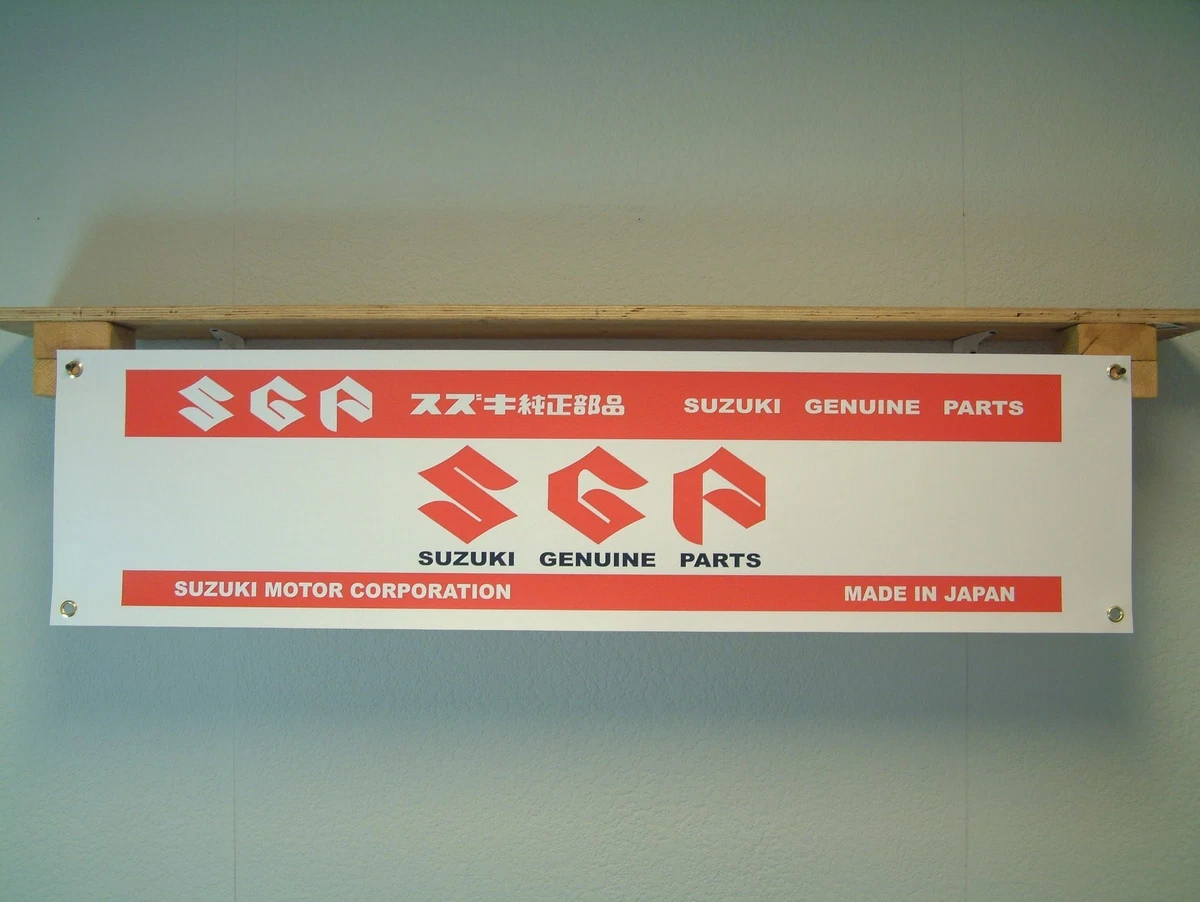 SGP スズキ純正部品 SUZUKI GENUINE PARTS
SGP
SUZUKI GENUINE PARTS
SUZUKI MOTOR CORPORATION MADE IN JAPAN